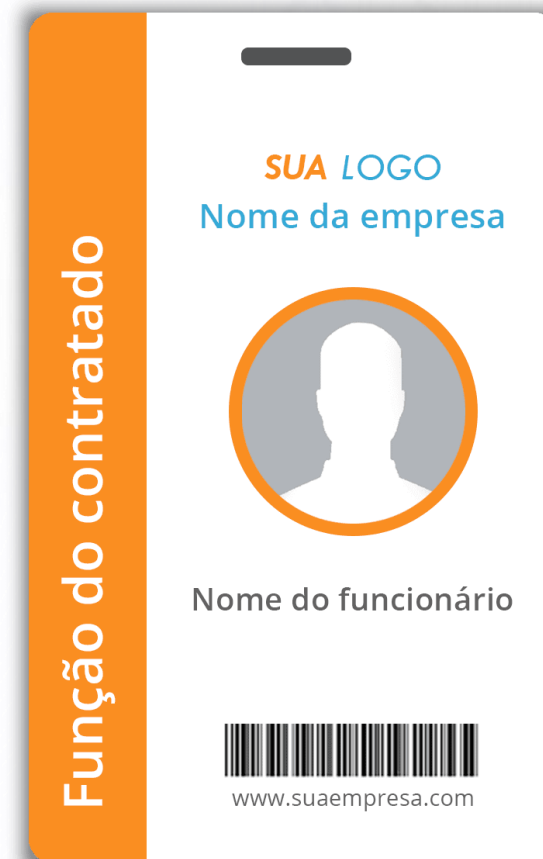 SUA LOGO
Nome da empresa
Função do contratado
Nome do funcionário
www.suaempresa.com